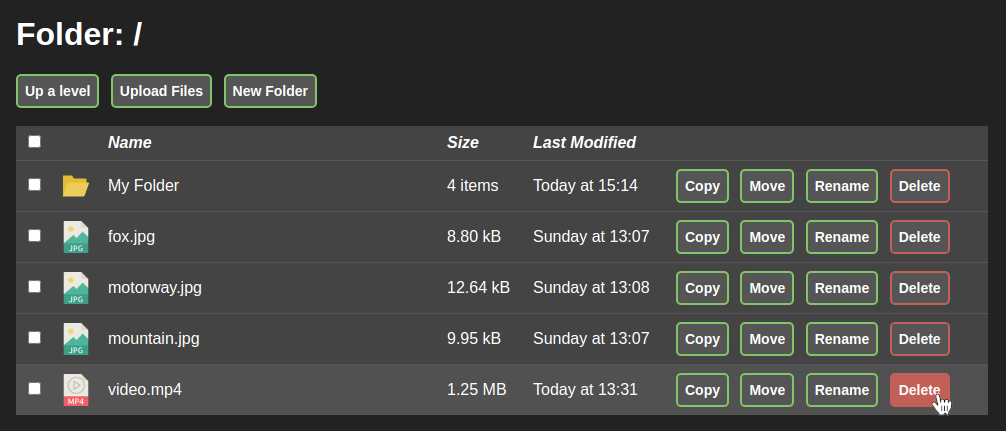 Folder: /
Up a level Upload Files New Folder
Name Size Last Modified
My Folder 4 items Today at 15:14 Copy Move Rename Delete
JPG fox.jpg 8.80 kB Sunday at 13:07 Copy Move Rename Delete
JPG motorway.jpg 12.64 kB Sunday at 13:08 Copy Move Rename Delete
JPG mountain.jpg 9.95 kB Sunday at 13:07 Copy Move Rename Delete
MP4 video.mp4 1.25 MB Today at 13:31 Copy Move Rename Delete